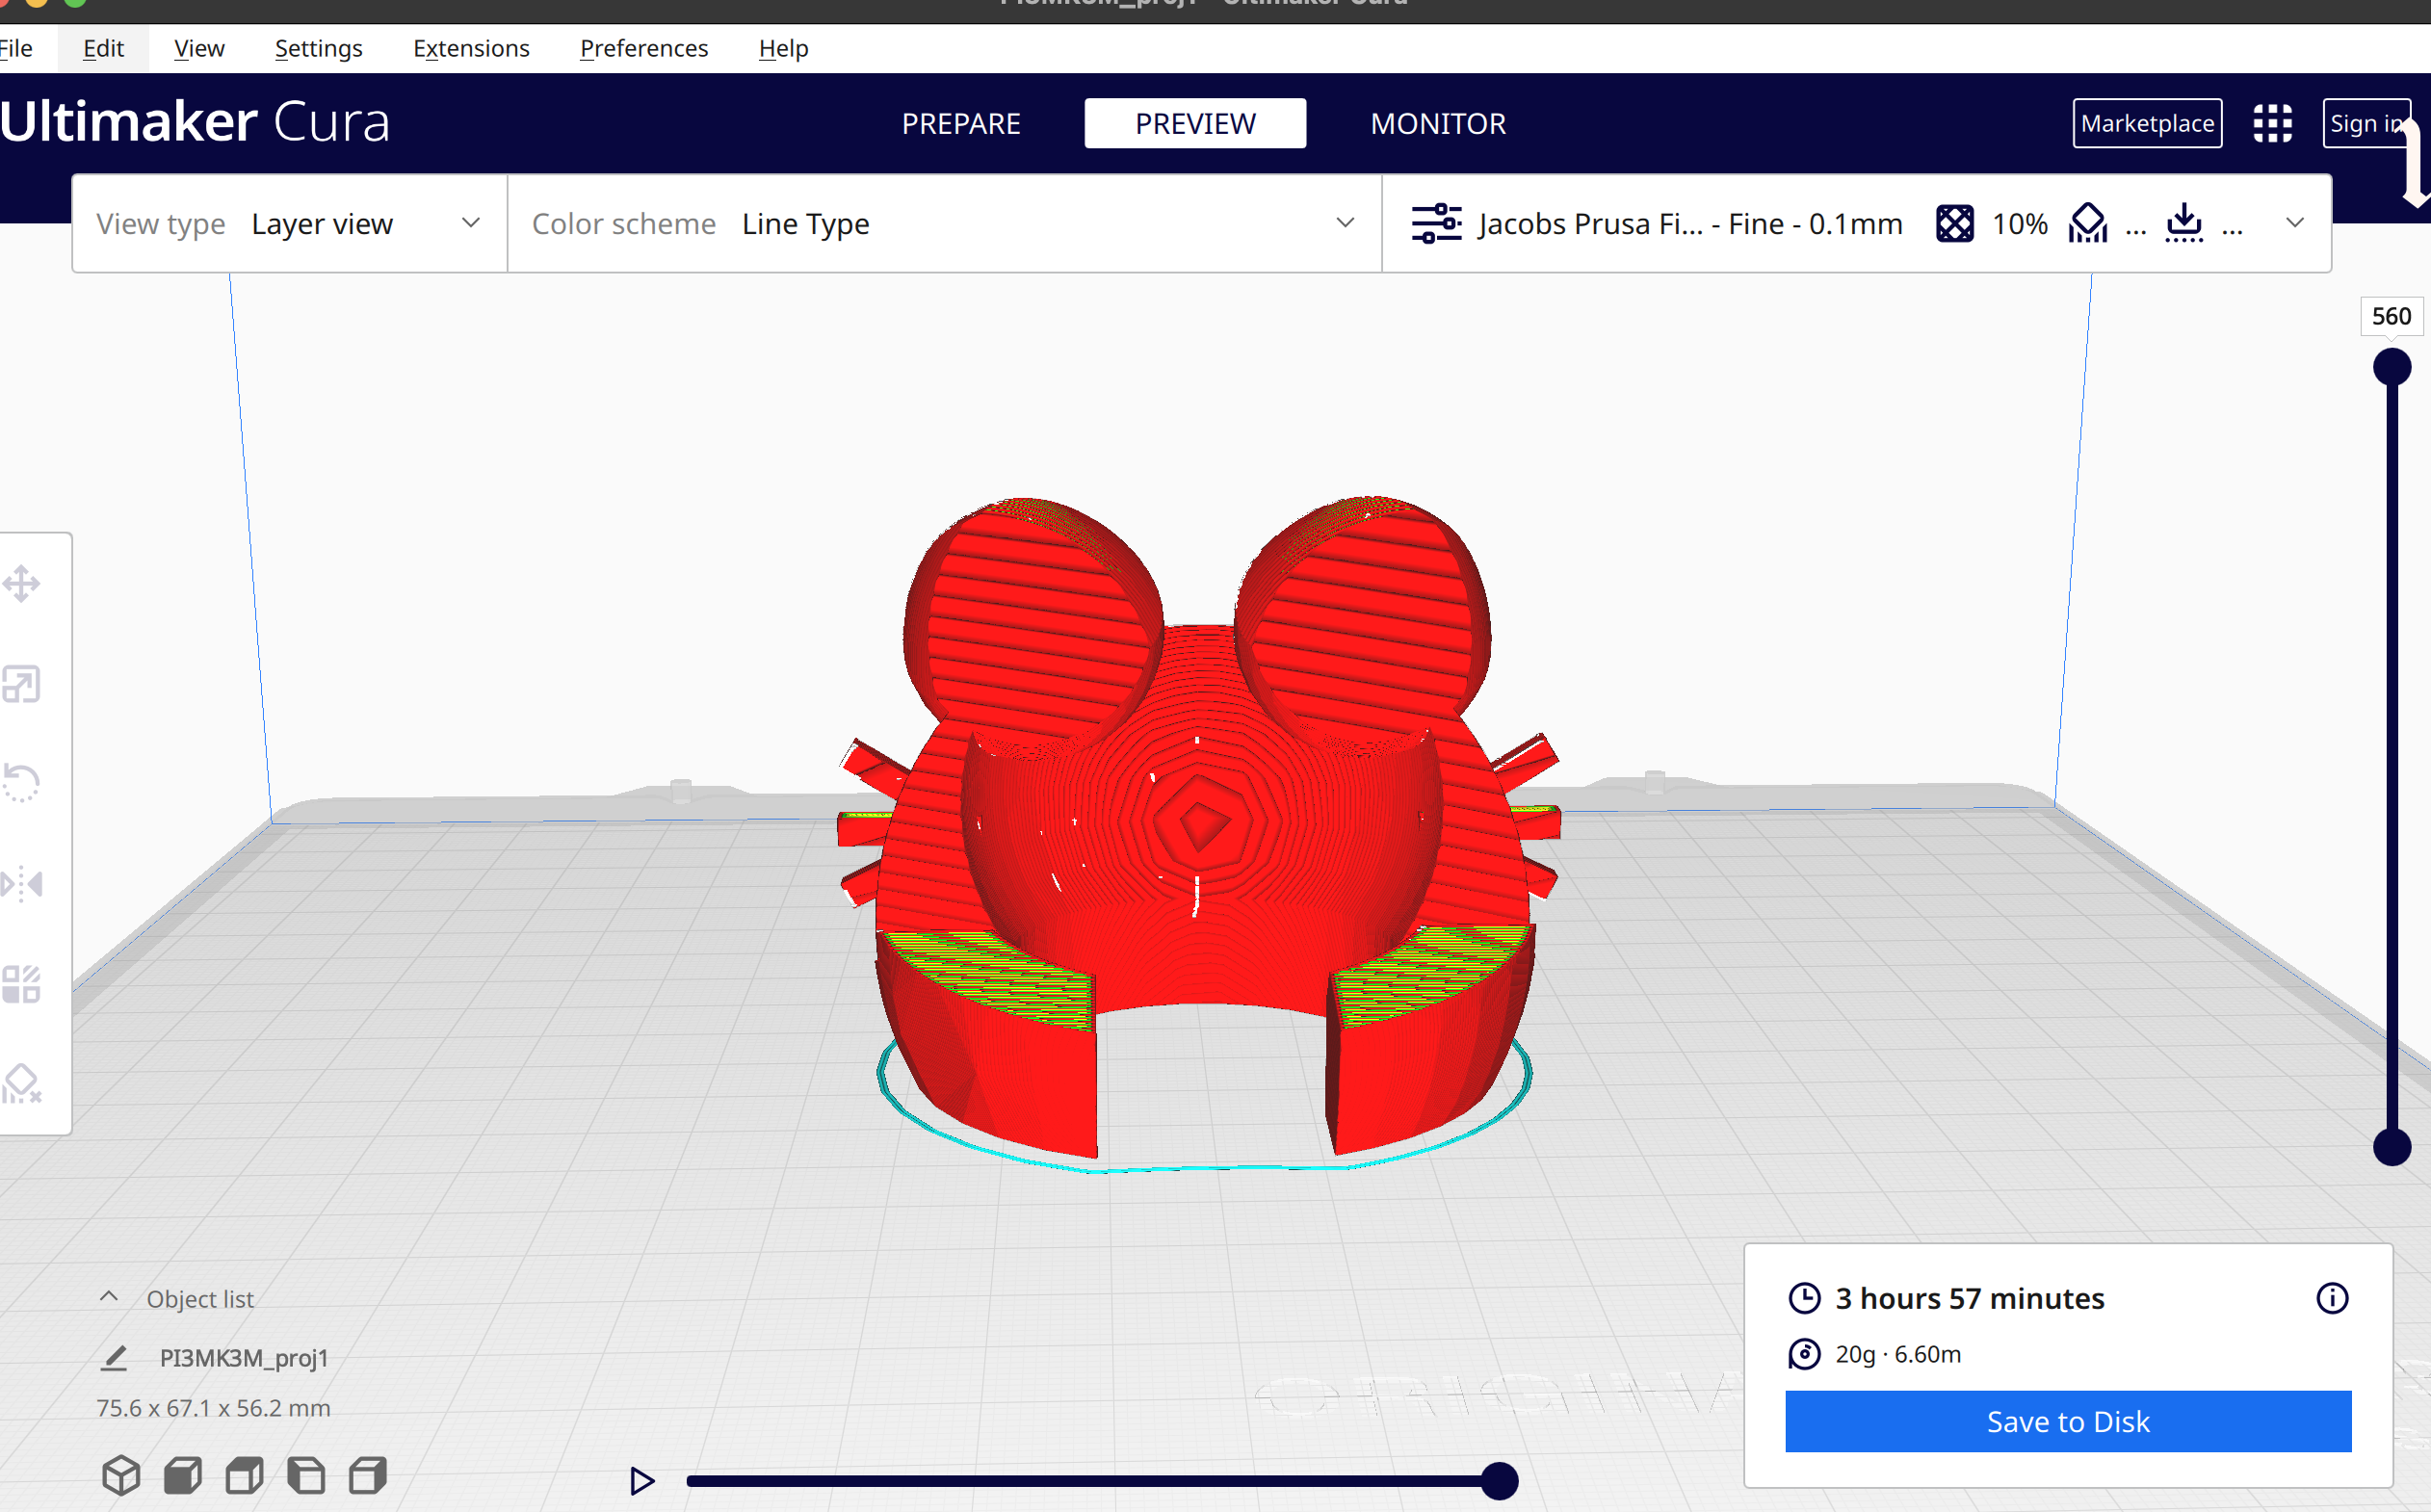 PI3MK3M_proj1 - Ultimaker Cura
File Edit View Settings Extensions Preferences Help
Ultimaker Cura
PREPARE PREVIEW MONITOR
Marketplace Sign in
View type Layer view Color scheme Line Type Jacobs Prusa Fi... - Fine - 0.1mm 10% ... ...
560
Object list
PI3MK3M_proj1
75.6 x 67.1 x 56.2 mm
3 hours 57 minutes
20g · 6.60m
Save to Disk